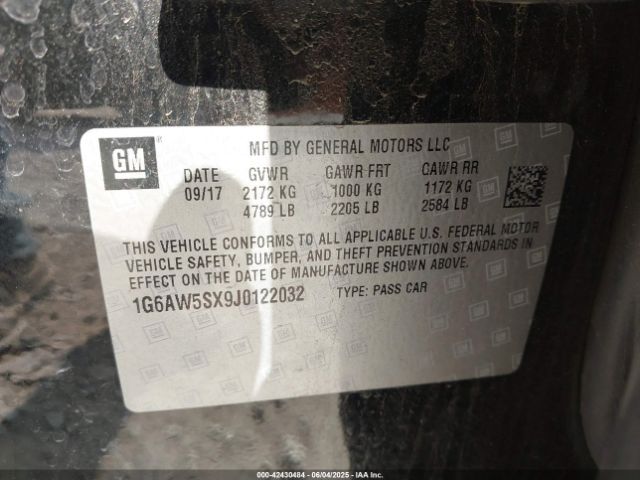 GM
MFD BY GENERAL MOTORS LLC
DATE GVWR GAWR FRT GAWR RR
09/17 2172 KG 1000 KG 1172 KG
4789 LB 2205 LB 2584 LB
THIS VEHICLE CONFORMS TO ALL APPLICABLE U.S. FEDERAL MOTOR
VEHICLE SAFETY, BUMPER, AND THEFT PREVENTION STANDARDS IN
EFFECT ON THE DATE OF MANUFACTURE SHOWN ABOVE.
1G6AW5SX9J0122032 TYPE: PASS CAR
000-42430484 | 06/04/2025 | IAAI.com